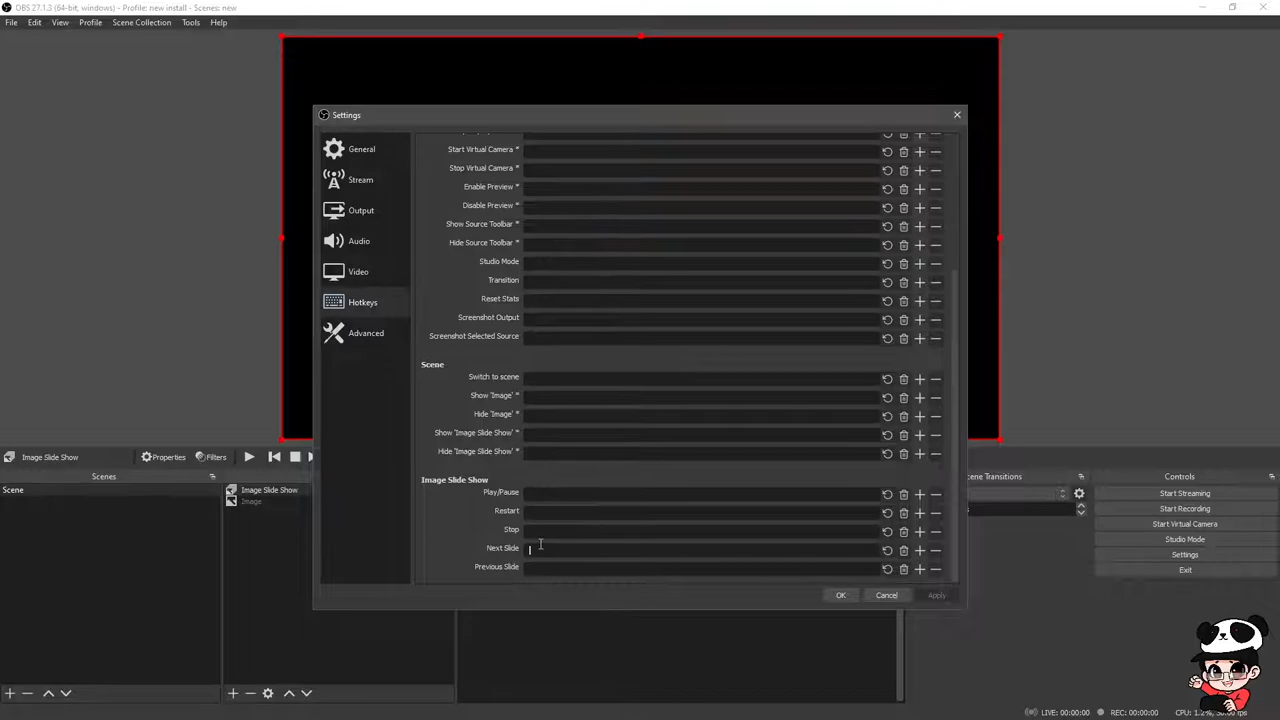 OBS 27.1.3 (64-bit, windows) - Profile: new install - Scenes: new
File Edit View Profile Scene Collection Tools Help
Settings
General
Stream
Output
Audio
Video
Hotkeys
Advanced
Start Virtual Camera *
Stop Virtual Camera *
Enable Preview *
Disable Preview *
Show Source Toolbar *
Hide Source Toolbar *
Studio Mode
Transition
Reset Stats
Screenshot Output
Screenshot Selected Source
Scene
Switch to scene
Show 'Image' *
Hide 'Image' *
Show 'Image Slide Show' *
Hide 'Image Slide Show' *
Image Slide Show
Play/Pause
Restart
Stop
Next Slide
Previous Slide
OK Cancel Apply
Image Slide Show Properties Filters
Scenes
Scene
Image Slide Show
Image
Scene Transitions
Controls
Start Streaming
Start Recording
Start Virtual Camera
Studio Mode
Settings
Exit
LIVE: 00:00:00 REC: 00:00:00